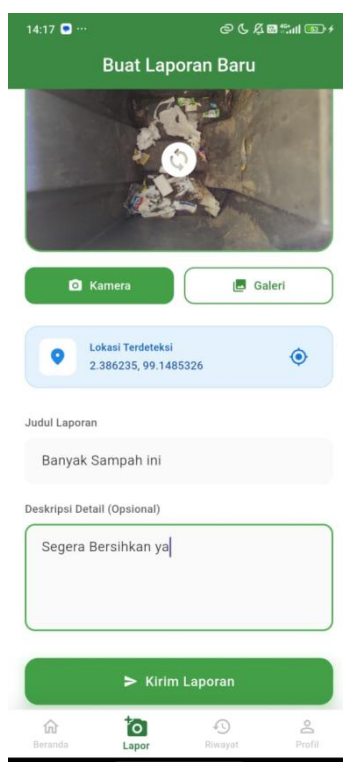 14:17
Buat Laporan Baru
Kamera
Galeri
Lokasi Terdeteksi
2.386235, 99.1485326
Judul Laporan
Banyak Sampah ini
Deskripsi Detail (Opsional)
Segera Bersihkan ya
Kirim Laporan
Beranda
Lapor
Riwayat
Profil